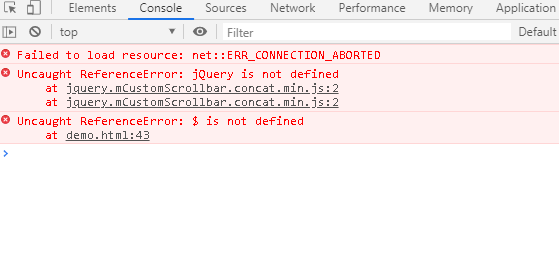 Elements Console Sources Network Performance Memory Application
top Filter Default
Failed to load resource: net::ERR_CONNECTION_ABORTED
Uncaught ReferenceError: jQuery is not defined
at jquery.mCustomScrollbar.concat.min.js:2
at jquery.mCustomScrollbar.concat.min.js:2
Uncaught ReferenceError: $ is not defined
at demo.html:43